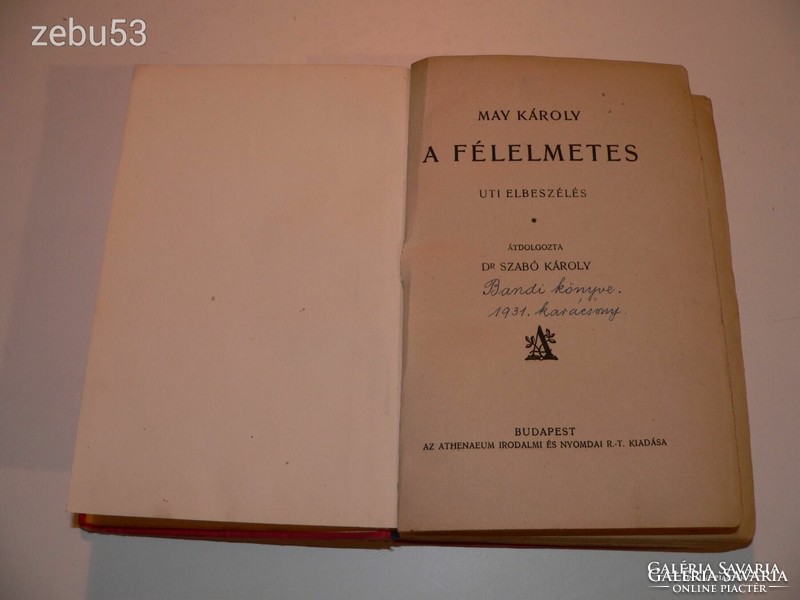 zebu53
MAY KÁROLY
A FÉLELMETES
UTI ELBESZÉLÉS
ÁTDOLGOZTA
DR SZABÓ KÁROLY
Bandi könyve.
1931. karácsony.
A
BUDAPEST
AZ ATHENAEUM IRODALMI ÉS NYOMDAI R.-T. KIADÁSA
GALÉRIA SAVARIA
ONLINE PIACTÉR